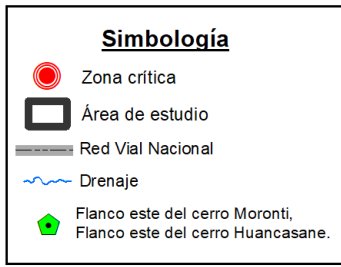 Simbología
Zona crítica
Área de estudio
Red Vial Nacional
Drenaje
Flanco este del cerro Moronti,
Flanco este del cerro Huancasane.